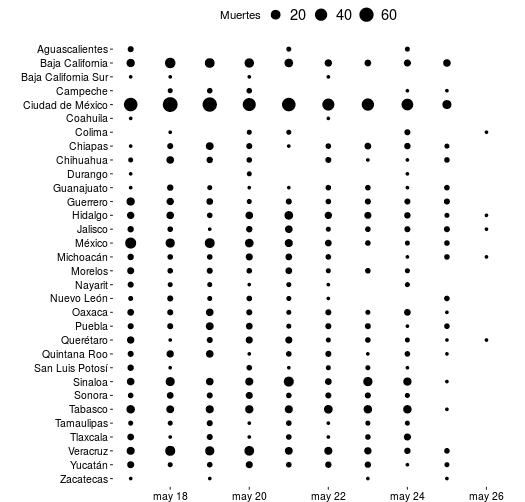 Muertes 20 40 60
Aguascalientes
Baja California
Baja California Sur
Campeche
Ciudad de México
Coahuila
Colima
Chiapas
Chihuahua
Durango
Guanajuato
Guerrero
Hidalgo
Jalisco
México
Michoacán
Morelos
Nayarit
Nuevo León
Oaxaca
Puebla
Querétaro
Quintana Roo
San Luis Potosí
Sinaloa
Sonora
Tabasco
Tamaulipas
Tlaxcala
Veracruz
Yucatán
Zacatecas
may 18 may 20 may 22 may 24 may 26